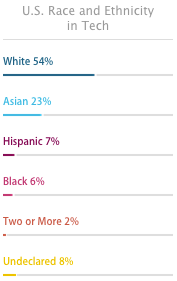 U.S. Race and Ethnicity
in Tech
White 54%
Asian 23%
Hispanic 7%
Black 6%
Two or More 2%
Undeclared 8%